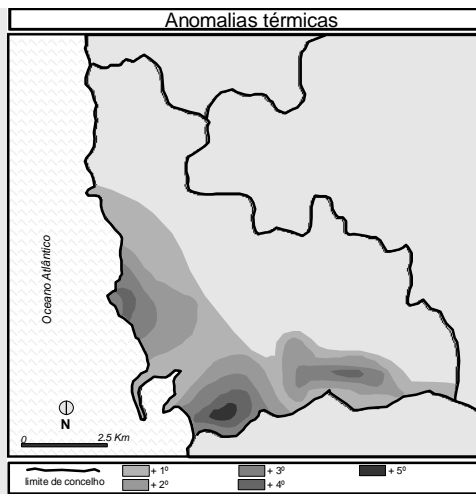 Anomalias térmicas
Oceano Atlântico
N
0 2.5 Km
limite de concelho
+ 1º + 3º + 5º
+ 2º + 4º